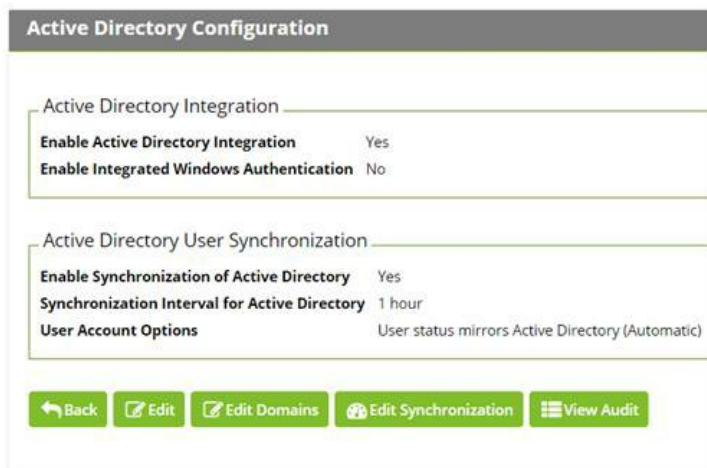 Active Directory Configuration
Active Directory Integration
Enable Active Directory Integration Yes
Enable Integrated Windows Authentication No
Active Directory User Synchronization
Enable Synchronization of Active Directory Yes
Synchronization Interval for Active Directory 1 hour
User Account Options User status mirrors Active Directory (Automatic)
Back Edit Edit Domains Edit Synchronization View Audit